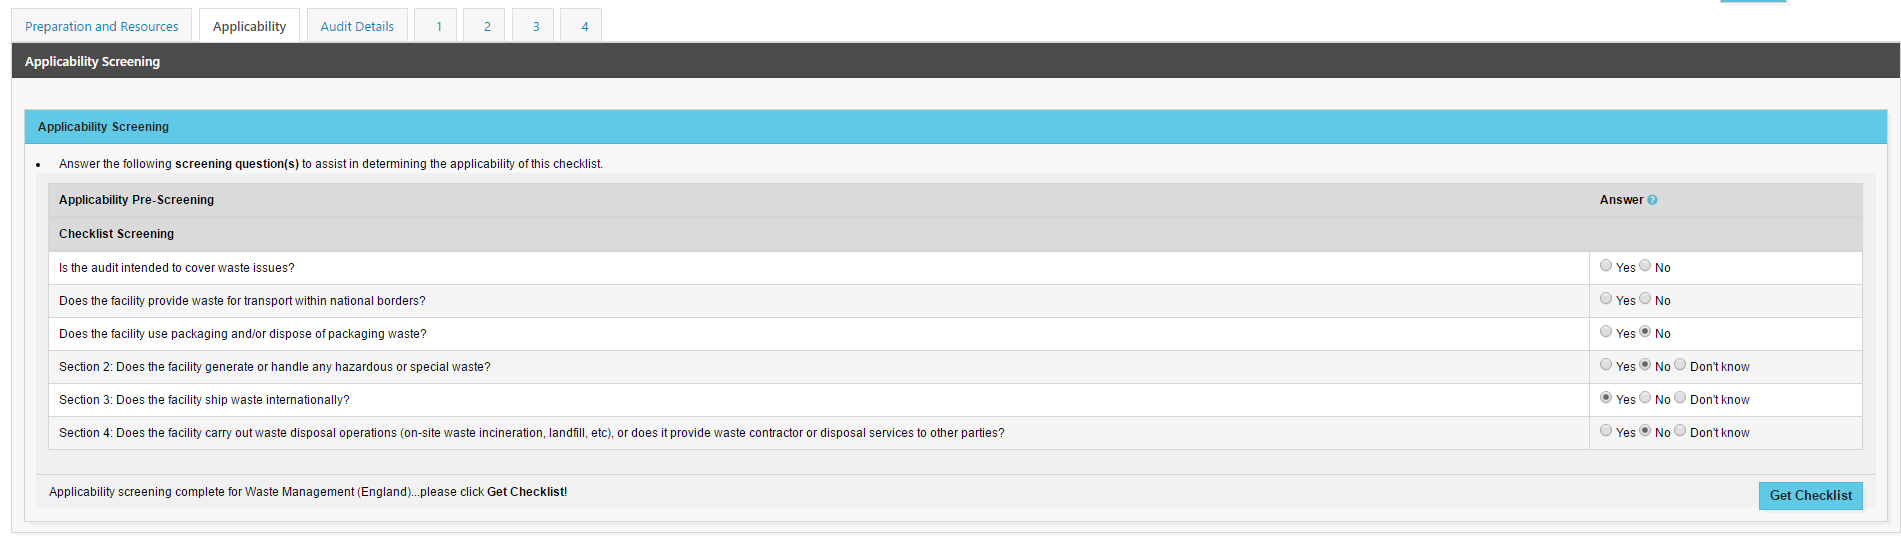 Preparation and Resources Applicability Audit Details 1 2 3 4
Applicability Screening
Applicability Screening
Answer the following screening question(s) to assist in determining the applicability of this checklist.
Applicability Pre-Screening Answer ?
Checklist Screening
Is the audit intended to cover waste issues? Yes No
Does the facility provide waste for transport within national borders? Yes No
Does the facility use packaging and/or dispose of packaging waste? Yes No
Section 2: Does the facility generate or handle any hazardous or special waste? Yes No Don't know
Section 3: Does the facility ship waste internationally? Yes No Don't know
Section 4: Does the facility carry out waste disposal operations (on-site waste incineration, landfill, etc), or does it provide waste contractor or disposal services to other parties? Yes No Don't know
Applicability screening complete for Waste Management (England)...please click Get Checklist!
Get Checklist